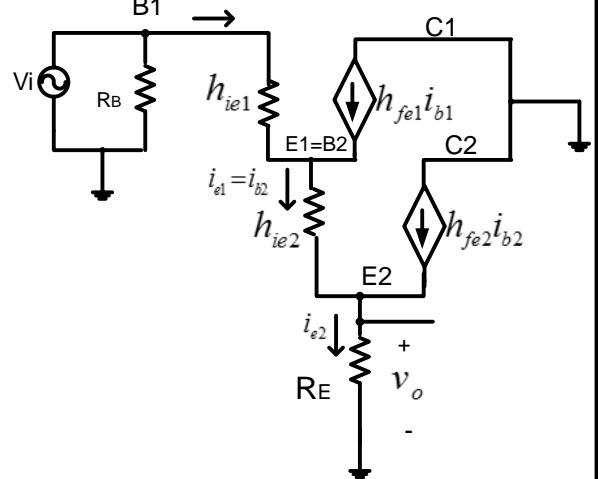 B1
C1
Vi
RB
hie1
hfe1ib1
E1=B2
C2
ie1=ib2
hie2
hfe2ib2
E2
ie2
+
RE
vo
-